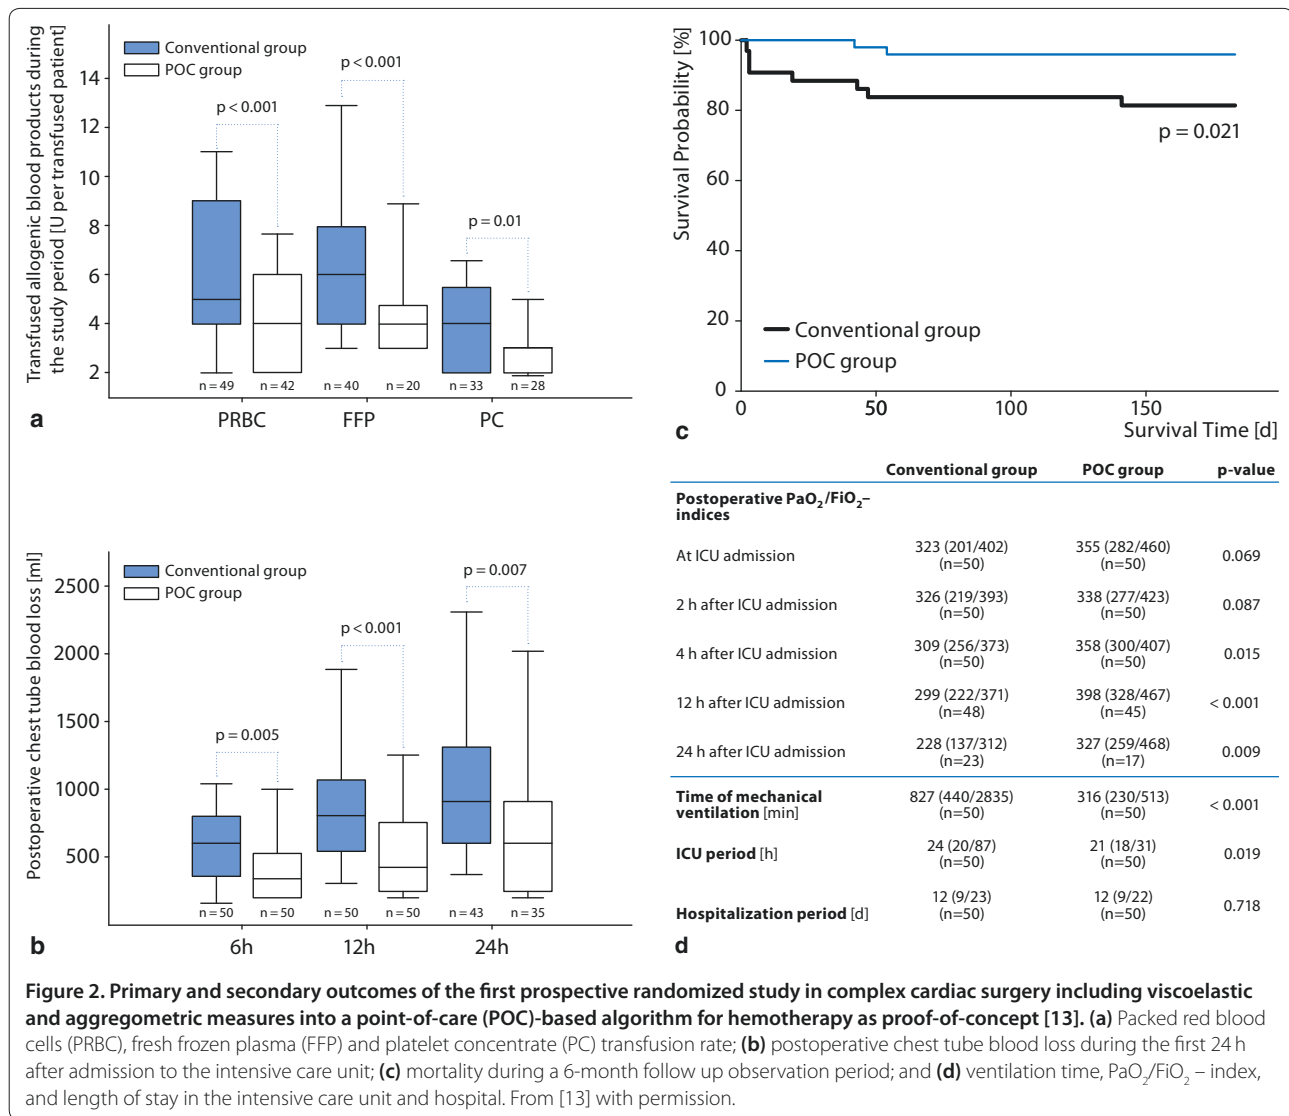 Transfused allogenic blood products during
the study period [U per transfused patient]
Conventional group
POC group
14
12
10
8
6
4
2
p < 0.001
p < 0.001
p = 0.01
n = 49
n = 42
n = 40
n = 20
n = 33
n = 28
PRBC
FFP
PC
a
Survival Probability [%]
100
80
60
40
20
0
p = 0.021
Conventional group
POC group
0
50
100
150
Survival Time [d]
c
Postoperative chest tube blood loss [ml]
Conventional group
POC group
2500
2000
1500
1000
500
p = 0.005
p < 0.001
p = 0.007
n = 50
n = 50
n = 50
n = 50
n = 43
n = 35
6h
12h
24h
b
Conventional group POC group p-value
Postoperative PaO2/FiO2–
indices
At ICU admission 323 (201/402) (n=50) 355 (282/460) (n=50) 0.069
2 h after ICU admission 326 (219/393) (n=50) 338 (277/423) (n=50) 0.087
4 h after ICU admission 309 (256/373) (n=50) 358 (300/407) (n=50) 0.015
12 h after ICU admission 299 (222/371) (n=48) 398 (328/467) (n=45) < 0.001
24 h after ICU admission 228 (137/312) (n=23) 327 (259/468) (n=17) 0.009
Time of mechanical
ventilation [min] 827 (440/2835) (n=50) 316 (230/513) (n=50) < 0.001
ICU period [h] 24 (20/87) (n=50) 21 (18/31) (n=50) 0.019
Hospitalization period [d] 12 (9/23) (n=50) 12 (9/22) (n=50) 0.718
d
Figure 2. Primary and secondary outcomes of the first prospective randomized study in complex cardiac surgery including viscoelastic
and aggregometric measures into a point-of-care (POC)-based algorithm for hemotherapy as proof-of-concept [13]. (a) Packed red blood
cells (PRBC), fresh frozen plasma (FFP) and platelet concentrate (PC) transfusion rate; (b) postoperative chest tube blood loss during the first 24 h
after admission to the intensive care unit; (c) mortality during a 6-month follow up observation period; and (d) ventilation time, PaO2/FiO2 – index,
and length of stay in the intensive care unit and hospital. From [13] with permission.